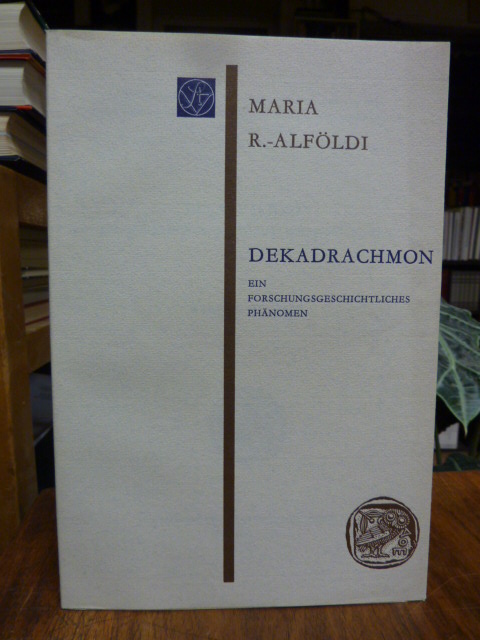 MARIA
R.-ALFÖLDI
DEKADRACHMON
EIN
FORSCHUNGSGESCHICHTLICHES
PHÄNOMEN